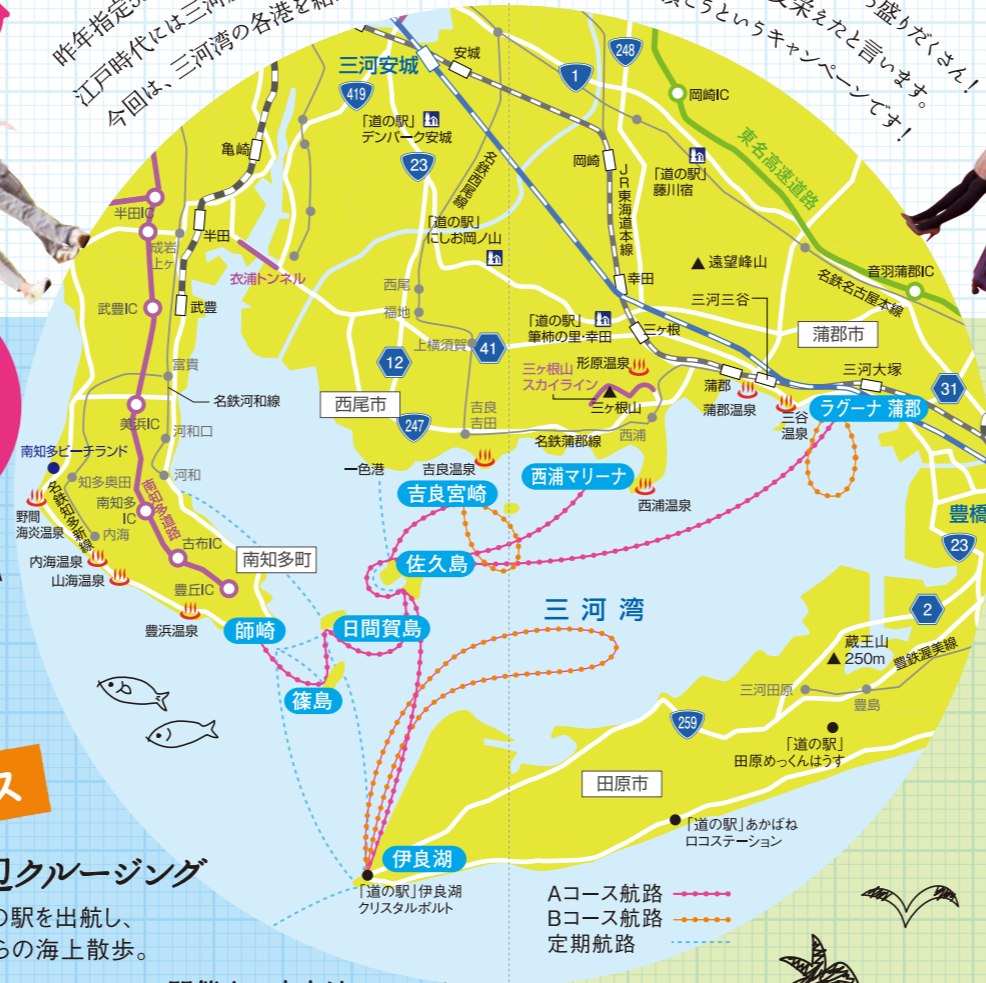 昨年指定
江戸時代には三河
今回は、三河湾の各港を紹
盛りだくさん！
栄えたと言います。
こうというキャンペーンです！
三河安城
安城
248
1
419
岡崎IC
「道の駅」
デンパーク安城
東名高速道路
亀崎
23
名鉄西尾線
岡崎
JR東海道本線
「道の駅」
藤川宿
半田IC
半田
成岩
上ヶ
「道の駅」
にしお岡ノ山
衣浦トンネル
遠望峰山
音羽蒲郡IC
名鉄名古屋本線
西尾
幸田
武豊IC
武豊
福地
三河三谷
「道の駅」
筆柿の里・幸田
三ヶ根
蒲郡市
上横須賀
41
12
富貴
形原温泉
三ヶ根山
スカイライン
三河大塚
31
名鉄河和線
西尾市
吉良
吉田
三ヶ根山
蒲郡
蒲郡温泉
三谷
温泉
ラグーナ 蒲郡
美浜IC
247
河和口
名鉄蒲郡線
西浦
南知多ビーチランド
一色港
吉良温泉
西浦マリーナ
知多奥田
河和
吉良宮崎
西浦温泉
名鉄知多新線
南知多
IC
南知多道路
野間
海炎温泉
内海
豊橋
23
古布IC
内海温泉
南知多町
佐久島
山海温泉
豊丘IC
三河湾
2
豊浜温泉
師崎
日間賀島
蔵王山
250m
豊鉄渥美線
篠島
三河田原
豊島
259
「道の駅」
田原めっくんはうす
ス
田原市
「道の駅」あかばね
ロコステーション
伊良湖
クルージング
「道の駅」伊良湖
クリスタルポルト
Aコース航路
Bコース航路
定期航路
の駅を出航し、
らの海上散歩。